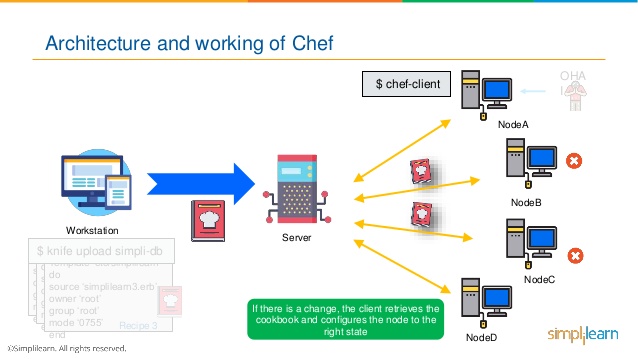 Architecture and working of Chef
$ chef-client
OHA
I
NodeA
NodeB
Workstation
Server
$ knife upload simpli-db
do
source 'simplilearn3.erb'
owner 'root'
group 'root'
mode '0755'
Recipe 3
end
NodeC
If there is a change, the client retrieves the
cookbook and configures the node to the
right state
NodeD
simplilearn
©Simplilearn. All rights reserved.